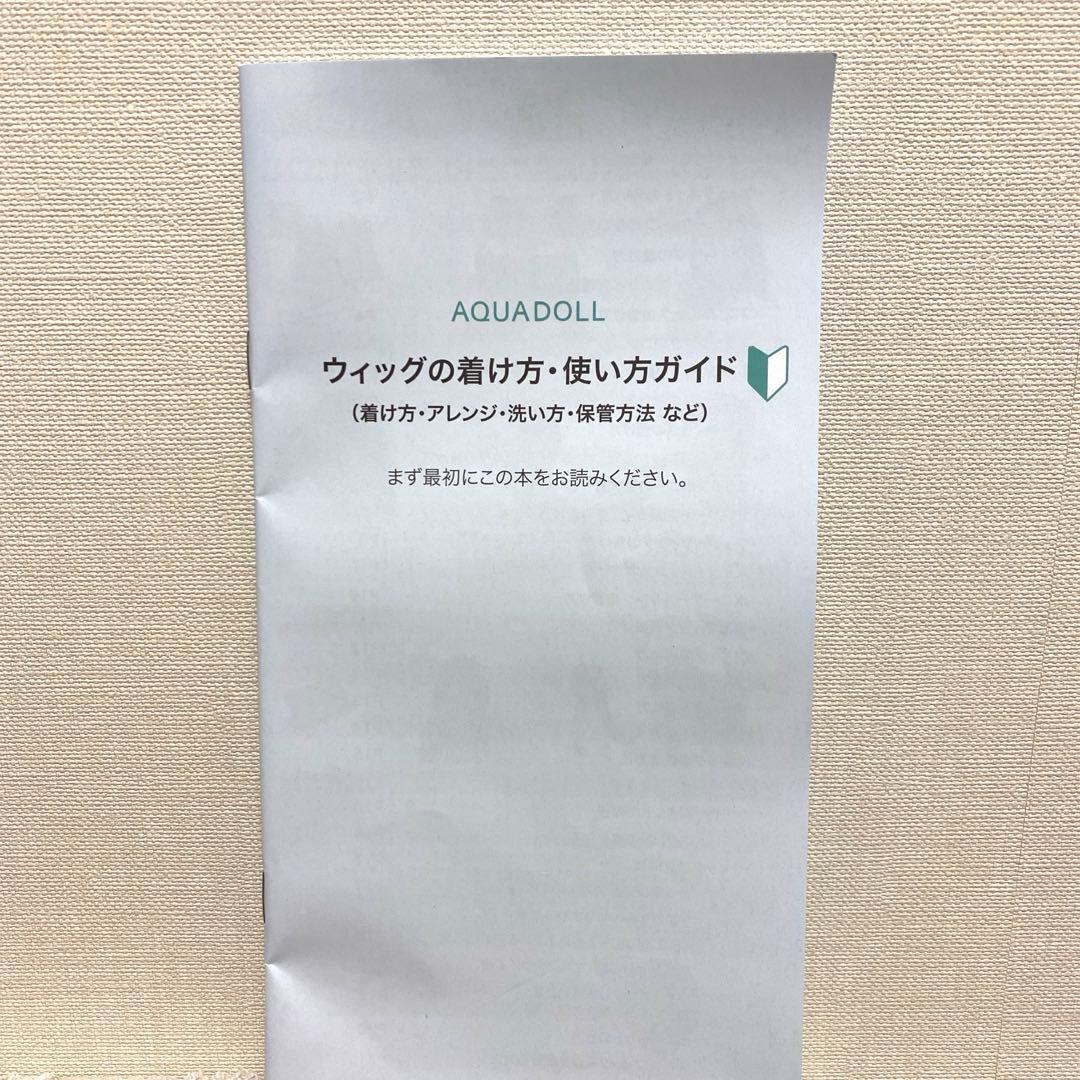 AQUADOLL
ウィッグの着け方・使い方ガイド
（着け方・アレンジ・洗い方・保管方法 など）
まず最初にこの本をお読みください。